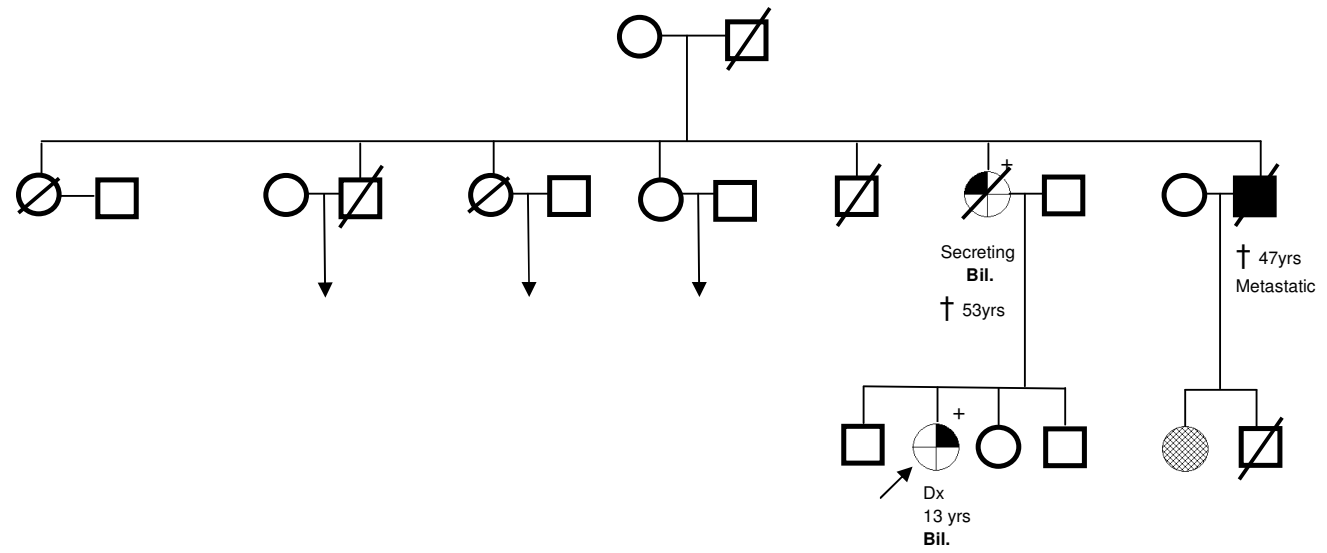 +
Secreting
Bil.
† 53yrs
† 47yrs
Metastatic
+
Dx
13 yrs
Bil.